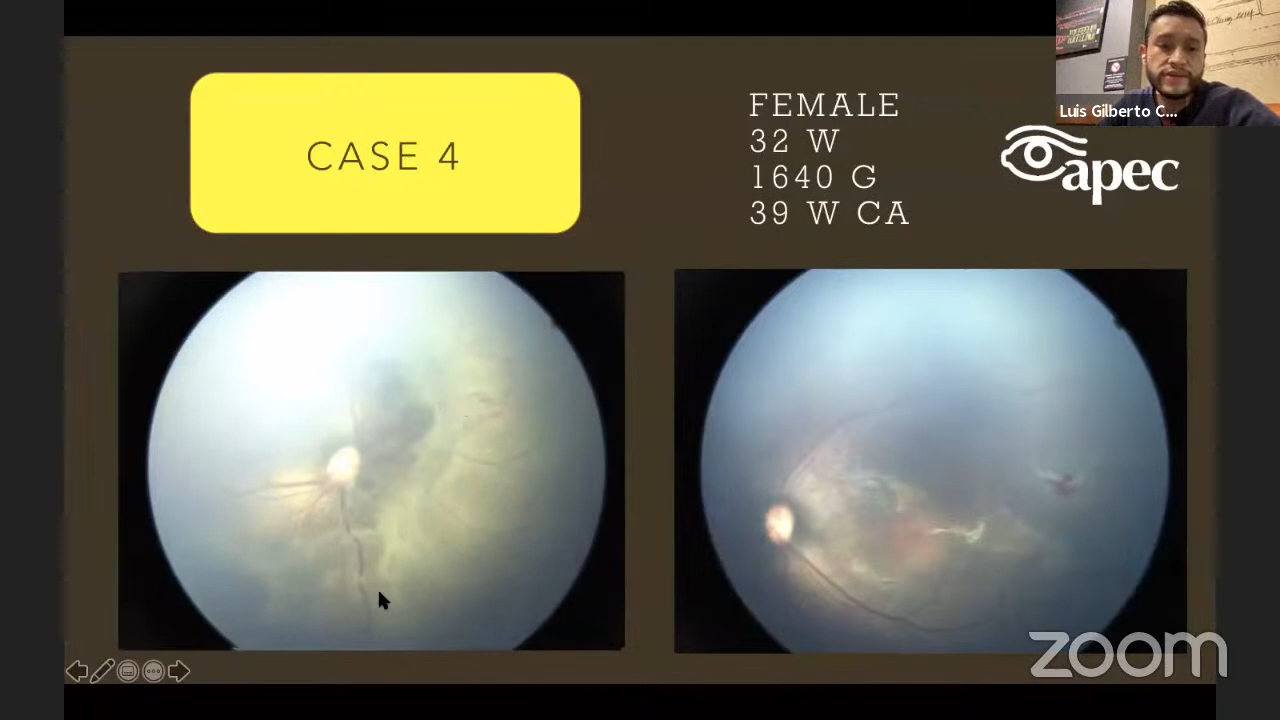 CASE 4
FEMALE
32 W
1640 G
39 W CA
Luis Gilberto C...
apec
zoom